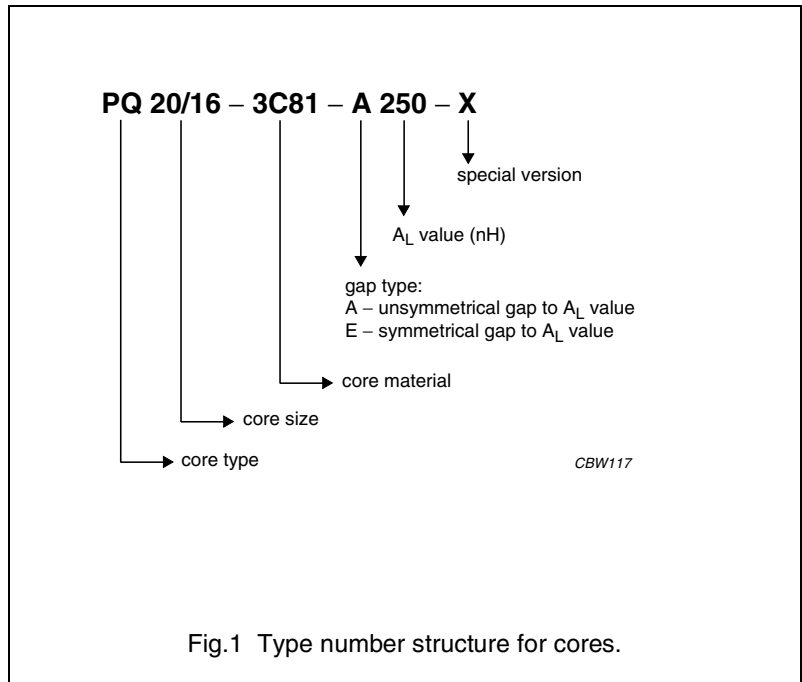 PQ 20/16 – 3C81 – A 250 – X
special version
AL value (nH)
gap type:
A – unsymmetrical gap to AL value
E – symmetrical gap to AL value
core material
core size
core type
CBW117
Fig.1 Type number structure for cores.